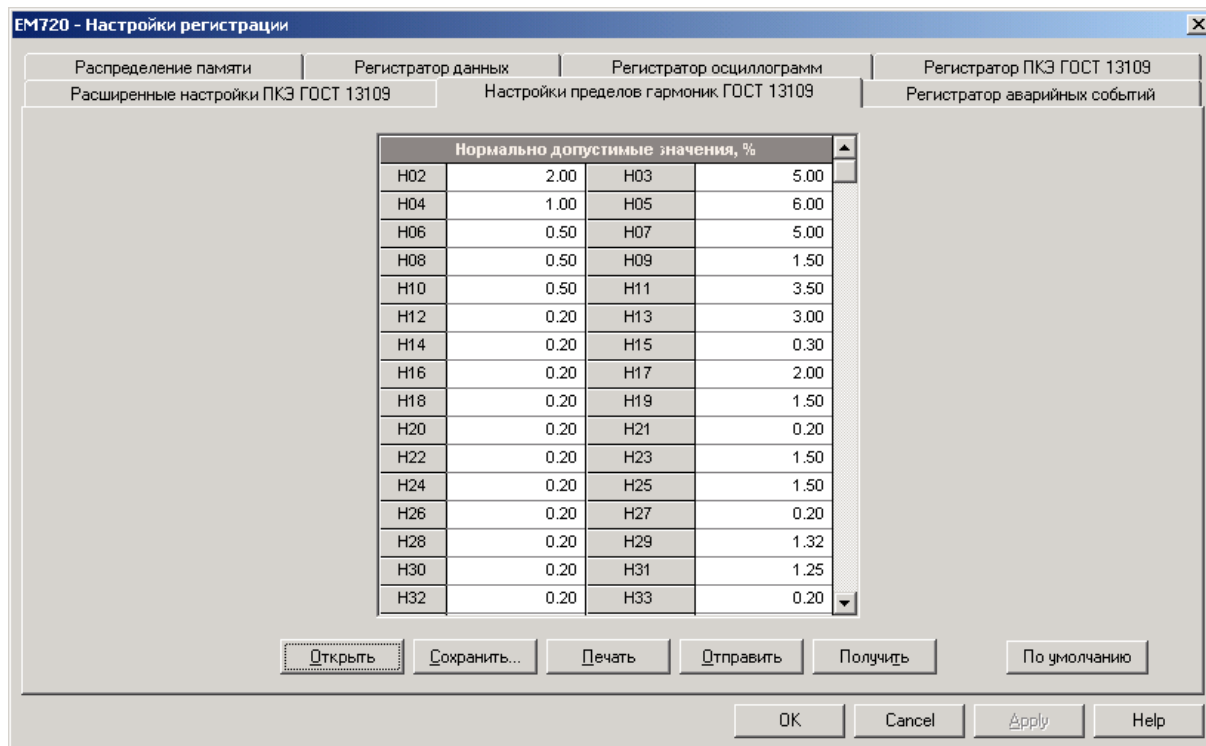 EM720 - Настройки регистрации
Распределение памяти Регистратор данных Регистратор осциллограмм Регистратор ПКЭ ГОСТ 13109
Расширенные настройки ПКЭ ГОСТ 13109 Настройки пределов гармоник ГОСТ 13109 Регистратор аварийных событий
Нормально допустимые значения, %
H02 2.00 H03 5.00
H04 1.00 H05 6.00
H06 0.50 H07 5.00
H08 0.50 H09 1.50
H10 0.50 H11 3.50
H12 0.20 H13 3.00
H14 0.20 H15 0.30
H16 0.20 H17 2.00
H18 0.20 H19 1.50
H20 0.20 H21 0.20
H22 0.20 H23 1.50
H24 0.20 H25 1.50
H26 0.20 H27 0.20
H28 0.20 H29 1.32
H30 0.20 H31 1.25
H32 0.20 H33 0.20
Открыть Сохранить... Печать Отправить Получить По умолчанию
OK Cancel Apply Help